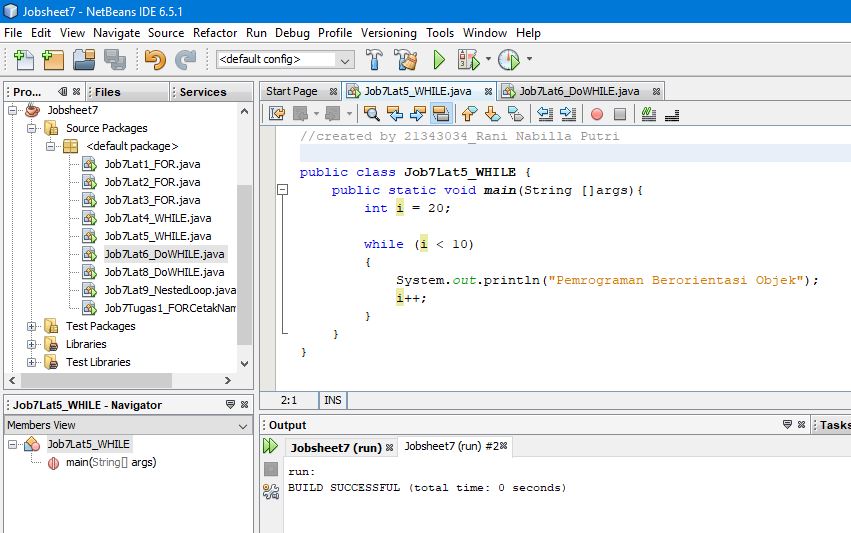 Jobsheet7 - NetBeans IDE 6.5.1
File Edit View Navigate Source Refactor Run Debug Profile Versioning Tools Window Help
<default config>
Pro... Files Services
Jobsheet7
Source Packages
<default package>
Job7Lat1_FOR.java
Job7Lat2_FOR.java
Job7Lat3_FOR.java
Job7Lat4_WHILE.java
Job7Lat5_WHILE.java
Job7Lat6_DoWHILE.java
Job7Lat8_DoWHILE.java
Job7Lat9_NestedLoop.java
Job7Tugas1_FORCetakNam
Test Packages
Libraries
Test Libraries
Job7Lat5_WHILE - Navigator
Members View
Job7Lat5_WHILE
main(String[] args)
Start Page Job7Lat5_WHILE.java Job7Lat6_DoWHILE.java
//created by 21343034_Rani Nabilla Putri
public class Job7Lat5_WHILE {
public static void main(String []args){
int i = 20;
while (i < 10)
{
System.out.println("Pemrograman Berorientasi Objek");
i++;
}
}
}
2:1 INS
Output Tasks
Jobsheet7 (run) Jobsheet7 (run) #2
run:
BUILD SUCCESSFUL (total time: 0 seconds)